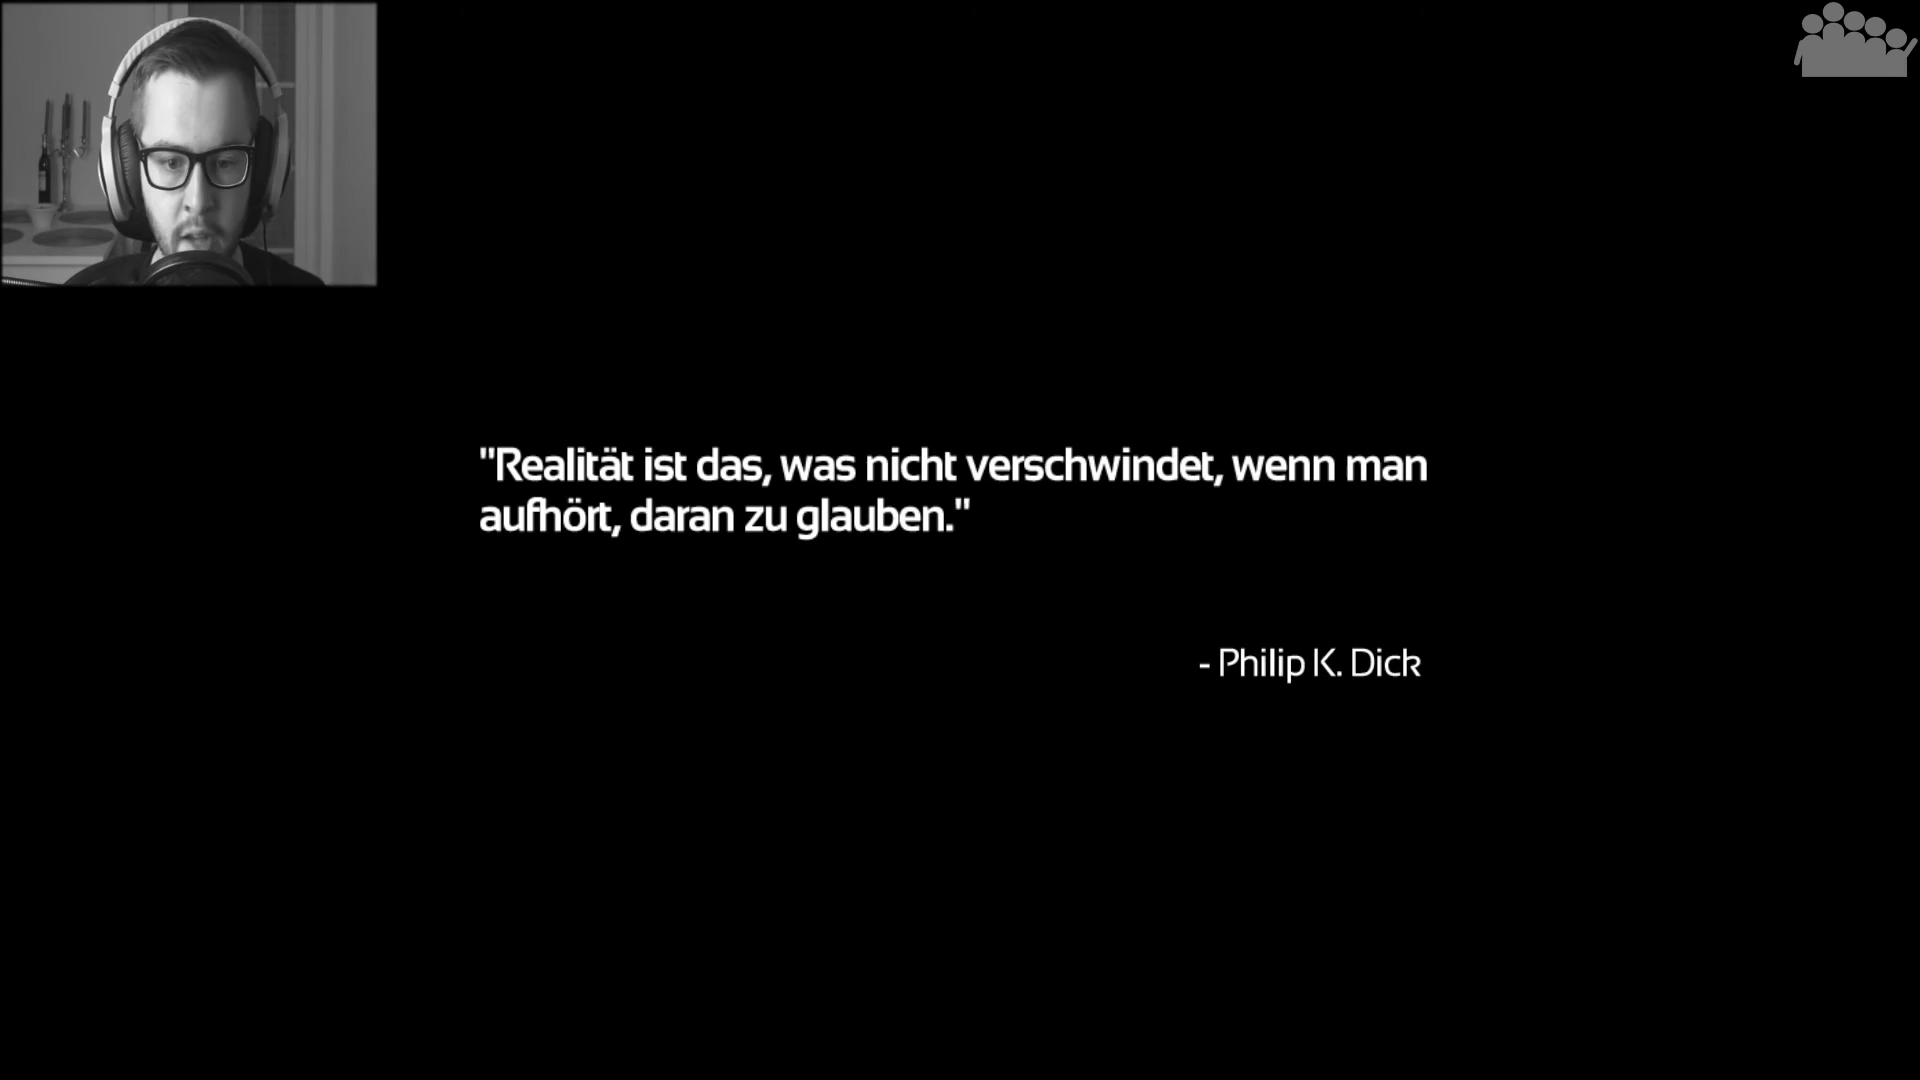 "Realität ist das, was nicht verschwindet, wenn man
aufhört, daran zu glauben."
- Philip K. Dick